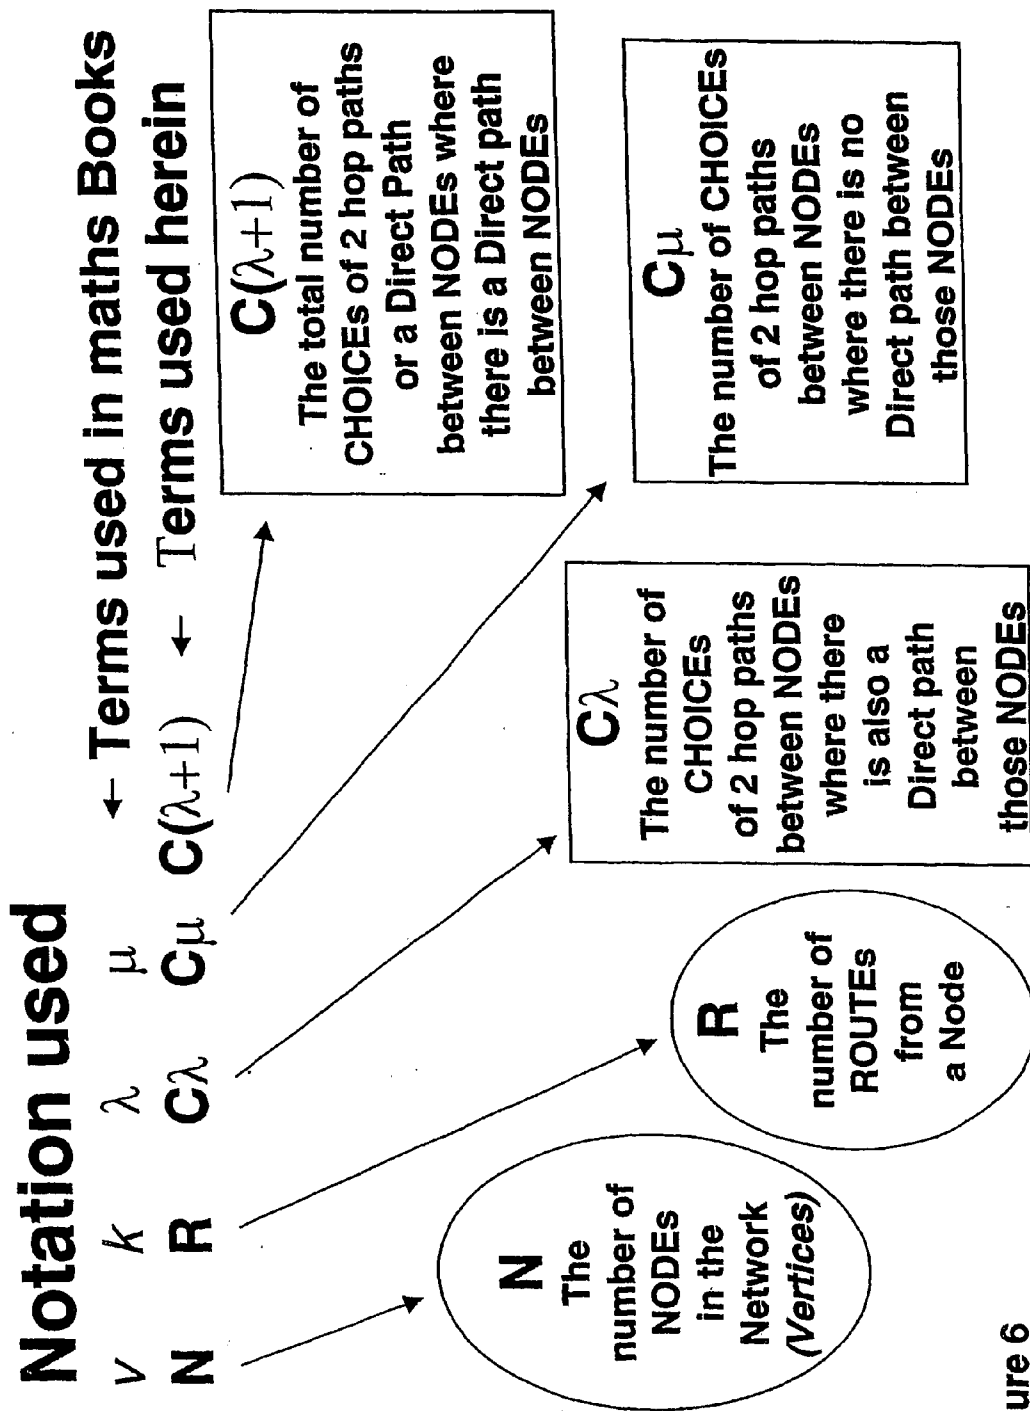 Notation used
v k λ μ ← Terms used in maths Books
N R Cλ Cμ C(λ+1) ← Terms used herein
C(λ+1)
The total number of
CHOICEs of 2 hop paths
or a Direct Path
between NODEs where
there is a Direct path
between NODEs
N
The
number of
NODEs
in the
Network
(Vertices)
R
The
number of
ROUTEs
from
a Node
Cλ
The number of
CHOICEs
of 2 hop paths
between NODEs
where there
is also a
Direct path
between
those NODEs
Cμ
The number of CHOICEs
of 2 hop paths
between NODEs
where there is no
Direct path between
those NODEs
ure 6